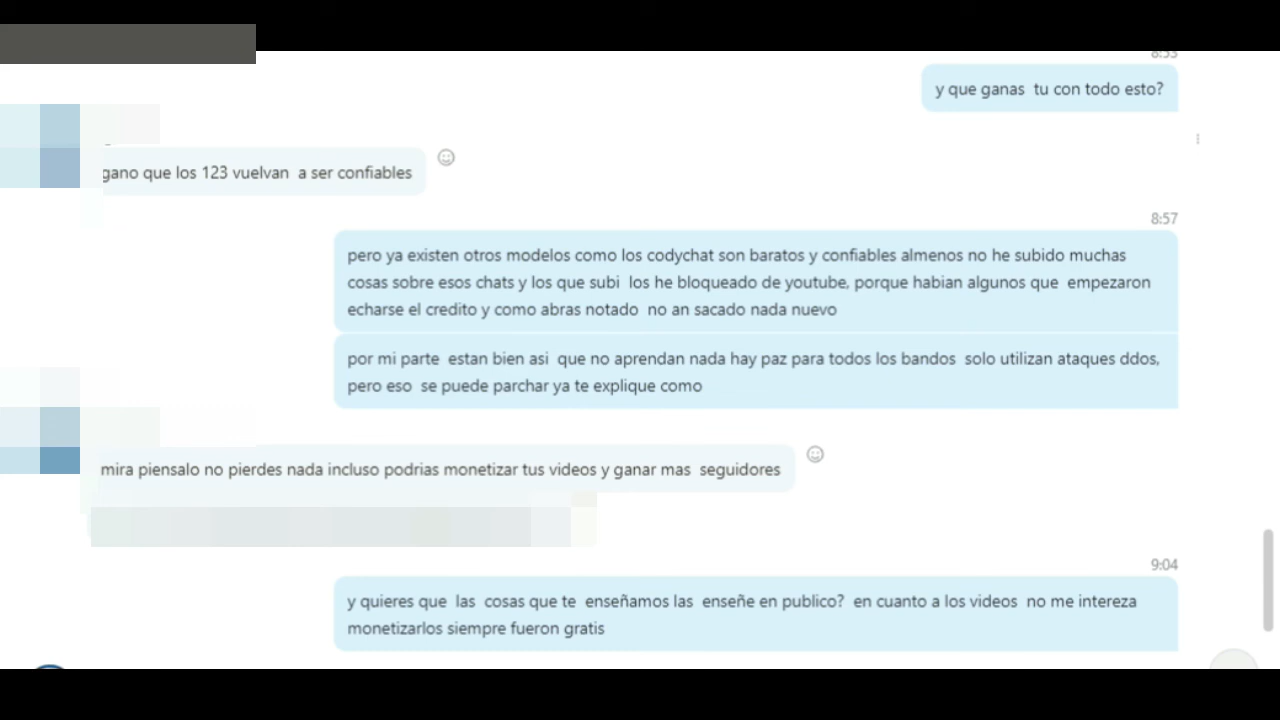 8:53
y que ganas tu con todo esto?
gano que los 123 vuelvan a ser confiables
8:57
pero ya existen otros modelos como los codychat son baratos y confiables almenos no he subido muchas
cosas sobre esos chats y los que subi los he bloqueado de youtube, porque habian algunos que empezaron
echarse el credito y como abras notado no an sacado nada nuevo
por mi parte estan bien asi que no aprendan nada hay paz para todos los bandos solo utilizan ataques ddos,
pero eso se puede parchar ya te explique como
mira piensalo no pierdes nada incluso podrias monetizar tus videos y ganar mas seguidores
9:04
y quieres que las cosas que te enseñamos las enseñe en publico? en cuanto a los videos no me intereza
monetizarlos siempre fueron gratis